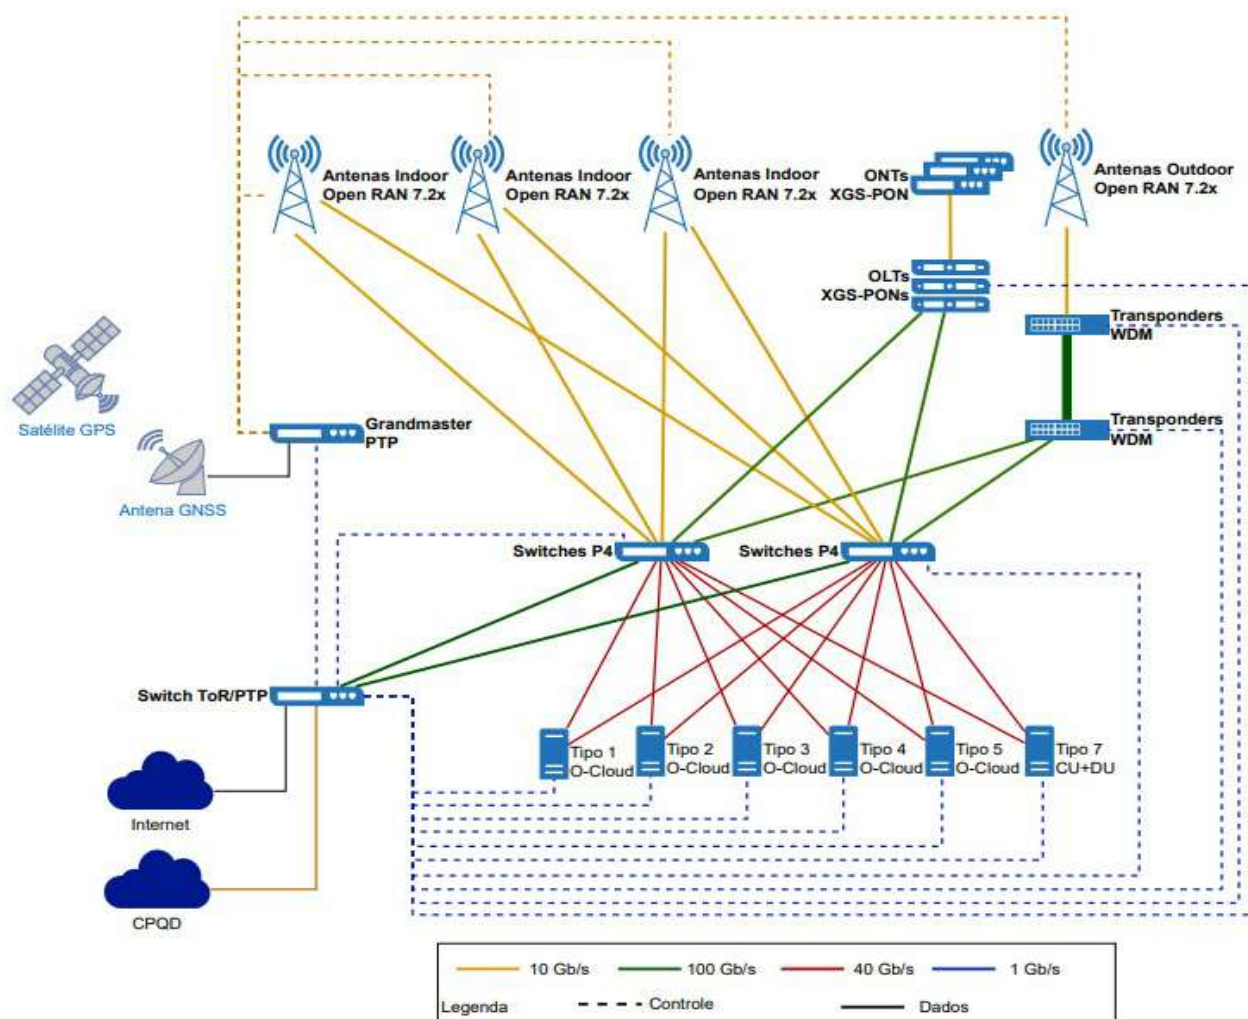 Antenas Indoor
Open RAN 7.2x
Antenas Indoor
Open RAN 7.2x
Antenas Indoor
Open RAN 7.2x
ONTs
XGS-PON
Antenas Outdoor
Open RAN 7.2x
OLTs
XGS-PONs
Transponders
WDM
Satélite GPS
Grandmaster
PTP
Transponders
WDM
Antena GNSS
Switches P4
Switches P4
Switch ToR/PTP
Tipo 1
O-Cloud
Tipo 2
O-Cloud
Tipo 3
O-Cloud
Tipo 4
O-Cloud
Tipo 5
O-Cloud
Tipo 7
CU+DU
Internet
CPQD
10 Gb/s
100 Gb/s
40 Gb/s
1 Gb/s
Legenda
Controle
Dados